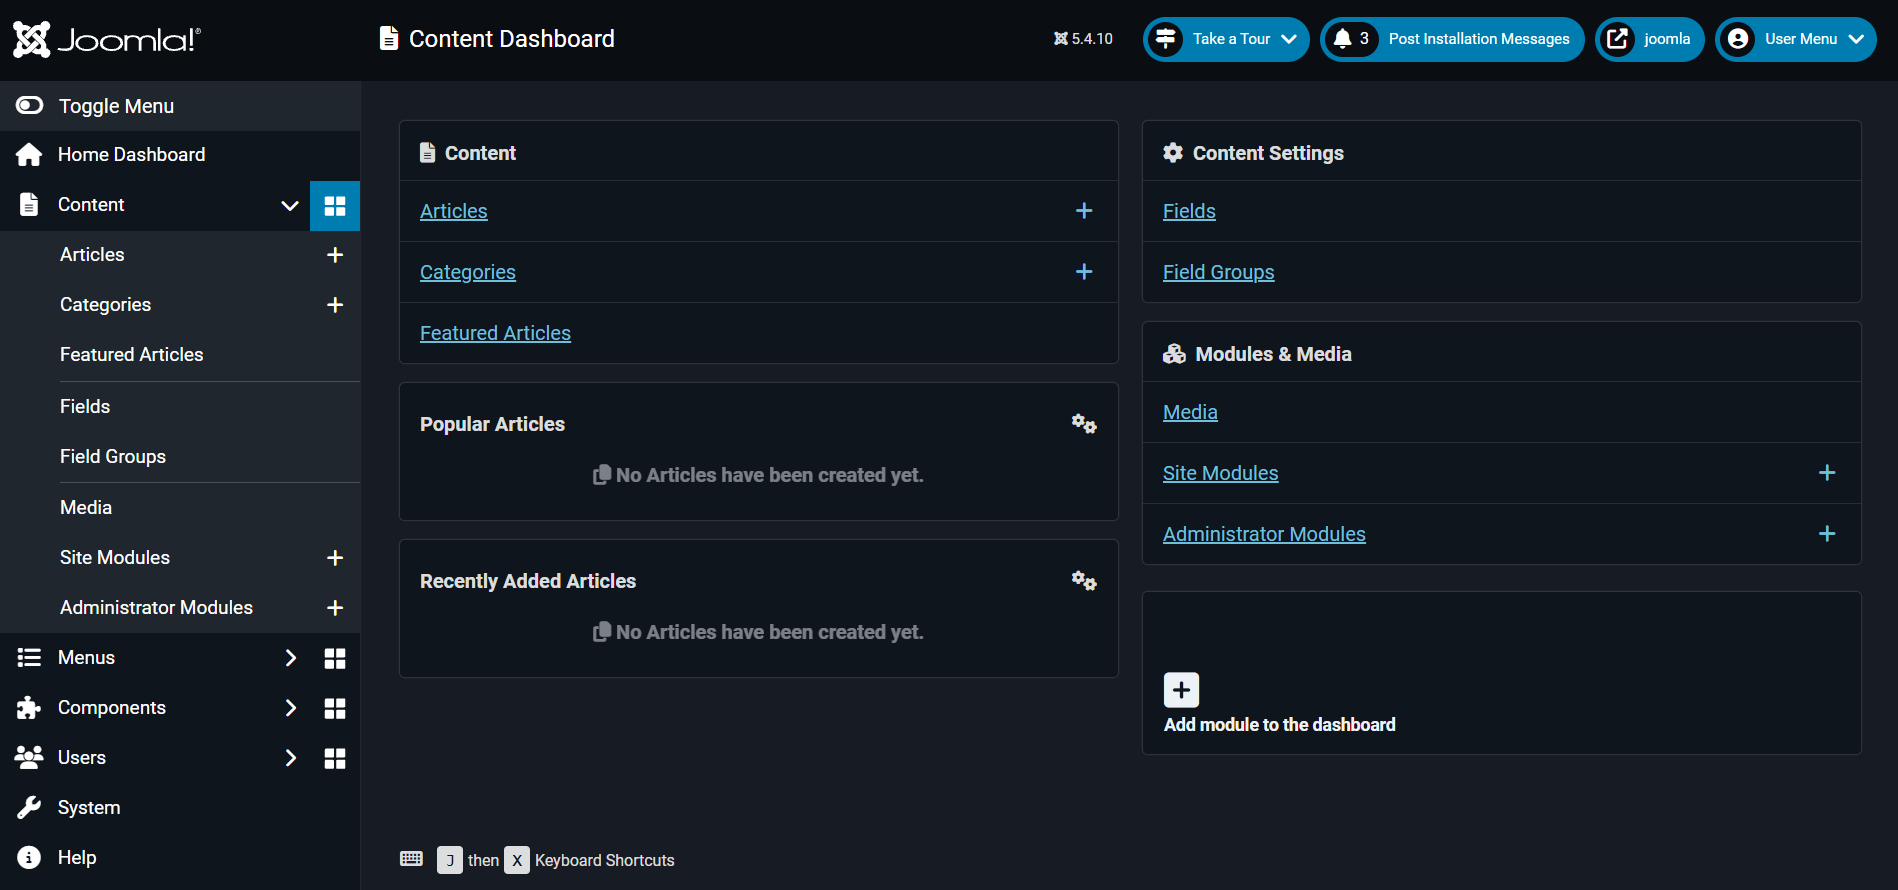 Joomla!®
Content Dashboard
5.4.10
Take a Tour
3
Post Installation Messages
joomla
User Menu
Toggle Menu
Home Dashboard
Content
Articles
Categories
Featured Articles
Fields
Field Groups
Media
Site Modules
Administrator Modules
Menus
Components
Users
System
Help
Content
Articles
Categories
Featured Articles
Popular Articles
No Articles have been created yet.
Recently Added Articles
No Articles have been created yet.
Content Settings
Fields
Field Groups
Modules & Media
Media
Site Modules
Administrator Modules
Add module to the dashboard
J then X Keyboard Shortcuts